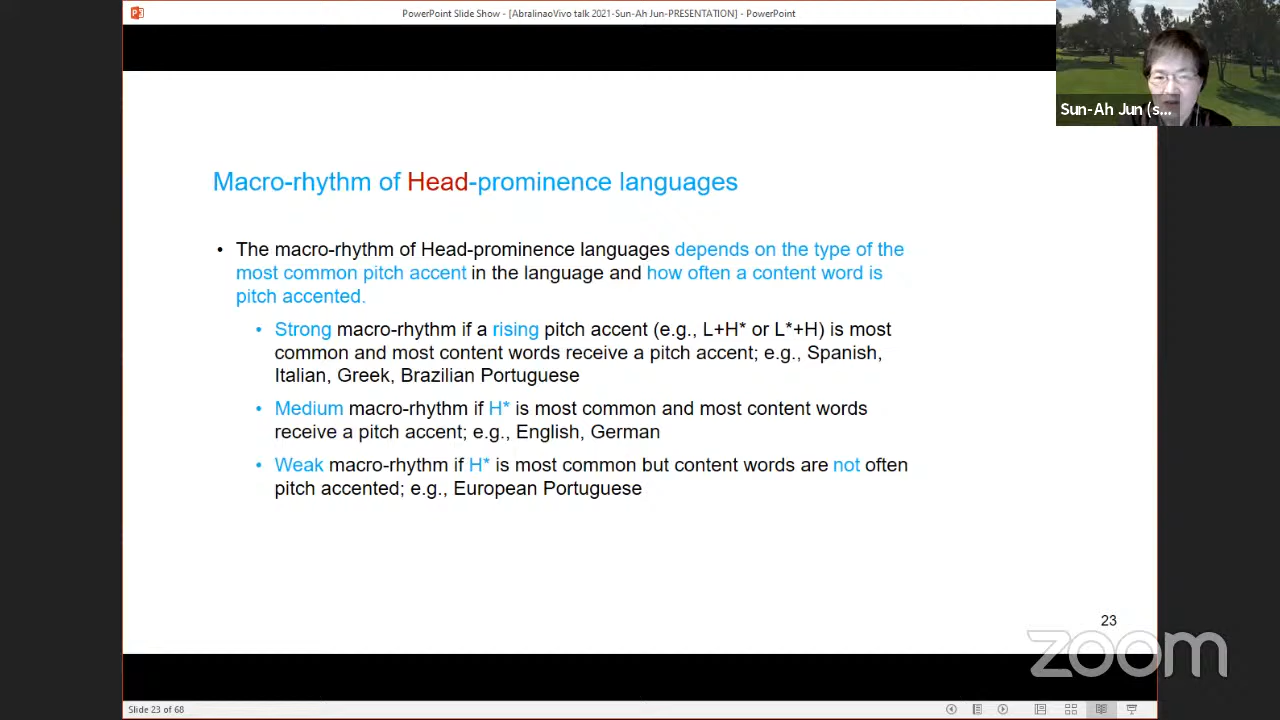 PowerPoint Slide Show - [AbralinaoVivo talk 2021-Sun-Ah Jun-PRESENTATION] - PowerPoint
Sun-Ah Jun (s...
Macro-rhythm of Head-prominence languages
• The macro-rhythm of Head-prominence languages depends on the type of the
most common pitch accent in the language and how often a content word is
pitch accented.
• Strong macro-rhythm if a rising pitch accent (e.g., L+H* or L*+H) is most
common and most content words receive a pitch accent; e.g., Spanish,
Italian, Greek, Brazilian Portuguese
• Medium macro-rhythm if H* is most common and most content words
receive a pitch accent; e.g., English, German
• Weak macro-rhythm if H* is most common but content words are not often
pitch accented; e.g., European Portuguese
23
zoom
Slide 23 of 68